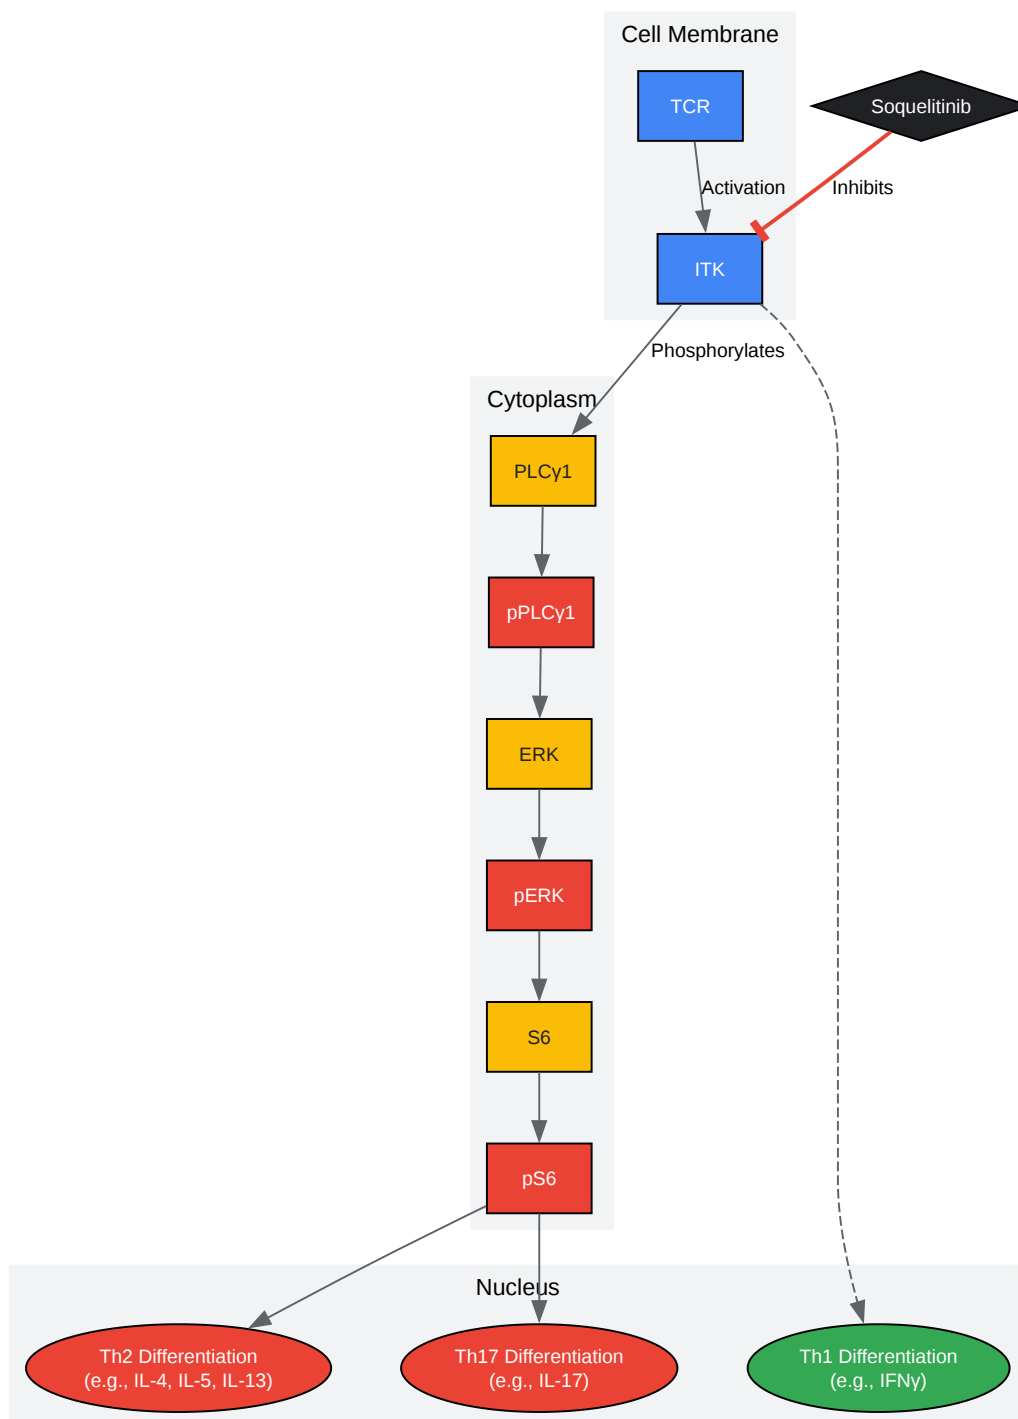 Cell Membrane
TCR
Soquelitinib
Activation
Inhibits
ITK
Phosphorylates
Cytoplasm
PLCγ1
pPLCγ1
ERK
pERK
S6
pS6
Nucleus
Th2 Differentiation
(e.g., IL-4, IL-5, IL-13)
Th17 Differentiation
(e.g., IL-17)
Th1 Differentiation
(e.g., IFNγ)